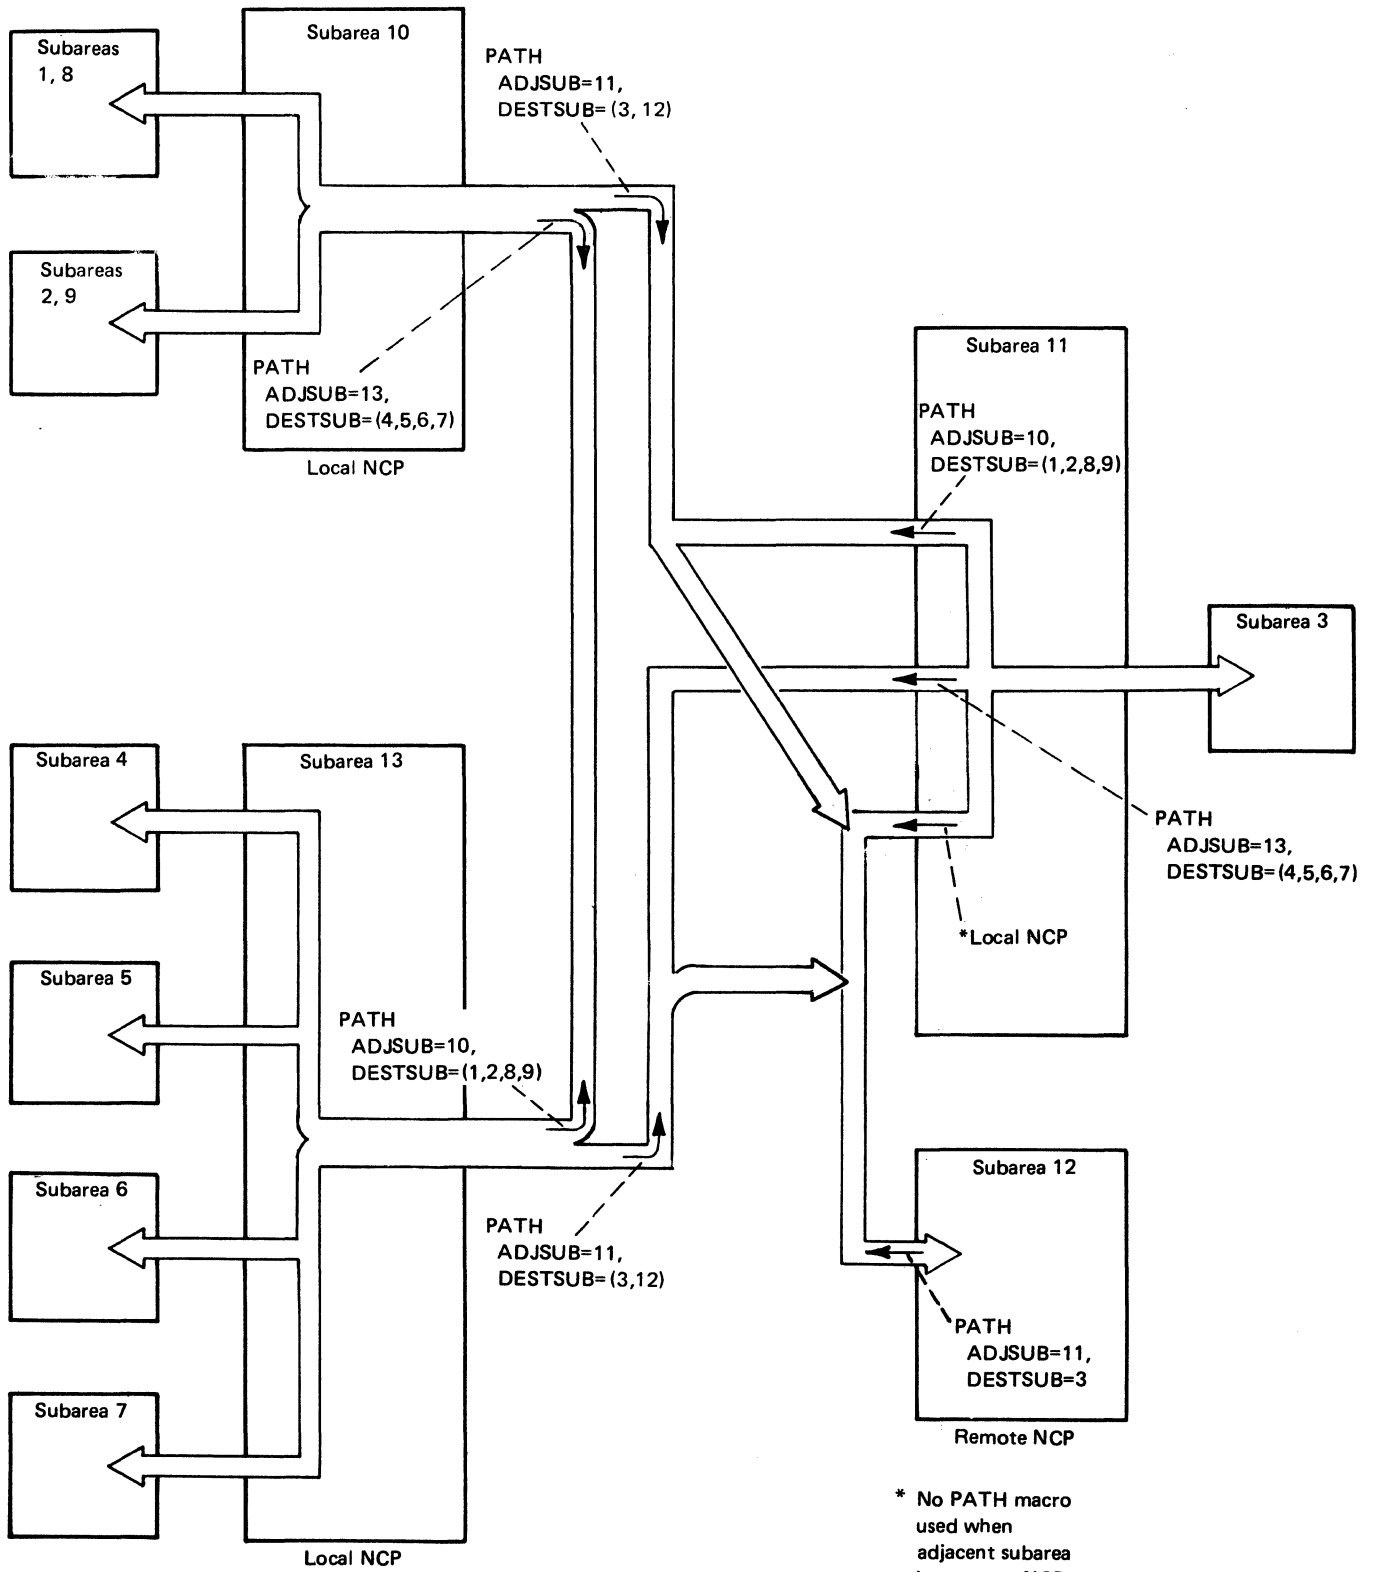 Subareas
1, 8
Subarea 10
PATH
ADJSUB=11,
DESTSUB=(3, 12)
Subareas
2, 9
PATH
ADJSUB=13,
DESTSUB=(4,5,6,7)
Local NCP
Subarea 11
PATH
ADJSUB=10,
DESTSUB=(1,2,8,9)
Subarea 3
Subarea 4
Subarea 13
PATH
ADJSUB=13,
DESTSUB=(4,5,6,7)
*Local NCP
Subarea 5
PATH
ADJSUB=10,
DESTSUB=(1,2,8,9)
Subarea 12
Subarea 6
PATH
ADJSUB=11,
DESTSUB=(3,12)
PATH
ADJSUB=11,
DESTSUB=3
Subarea 7
Remote NCP
Local NCP
* No PATH macro
used when
adjacent subarea